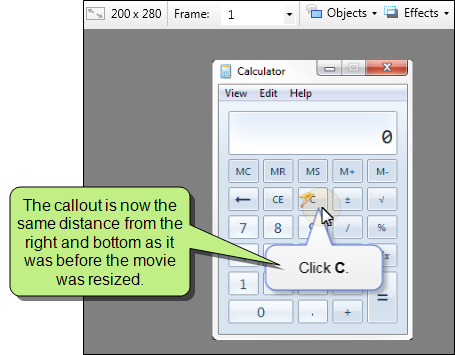 200 x 280 Frame: 1 Objects Effects
Calculator
View Edit Help
0
MC MR MS M+ M-
← CE C ± √
7 8 / %
The callout is now the
same distance from the
right and bottom as it
was before the movie
was resized.
Click C.
x
1 =
0 . +